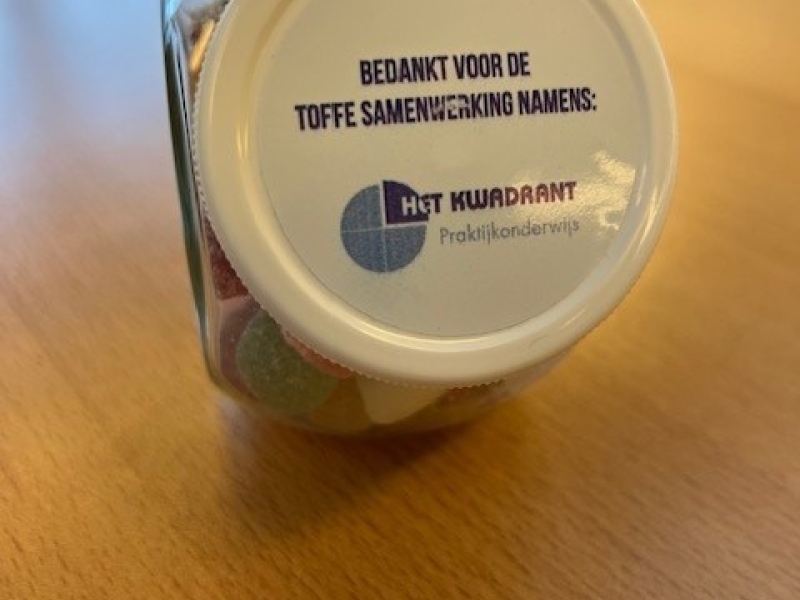 BEDANKT VOOR DE
TOFFE SAMENWERKING NAMENS:
HET KWADRANT
Praktijkonderwijs